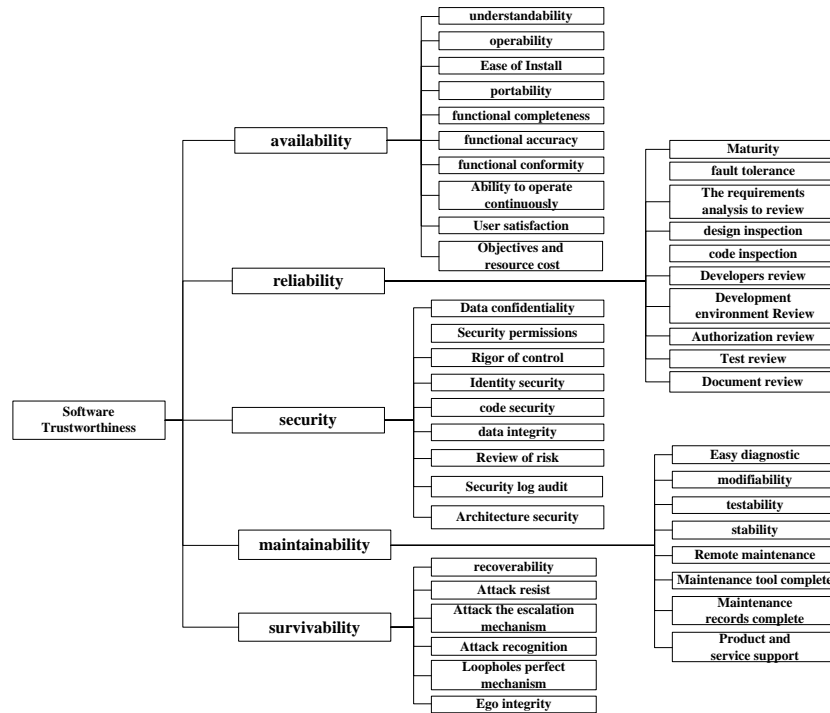 Software
Trustworthiness
availability
understandability
operability
Ease of Install
portability
functional completeness
functional accuracy
functional conformity
Ability to operate
continuously
User satisfaction
Objectives and
resource cost
reliability
Maturity
fault tolerance
The requirements
analysis to review
design inspection
code inspection
Developers review
Development
environment Review
Authorization review
Test review
Document review
security
Data confidentiality
Security permissions
Rigor of control
Identity security
code security
data integrity
Review of risk
Security log audit
Architecture security
maintainability
Easy diagnostic
modifiability
testability
stability
Remote maintenance
Maintenance tool complete
Maintenance
records complete
Product and
service support
survivability
recoverability
Attack resist
Attack the escalation
mechanism
Attack recognition
Loopholes perfect
mechanism
Ego integrity